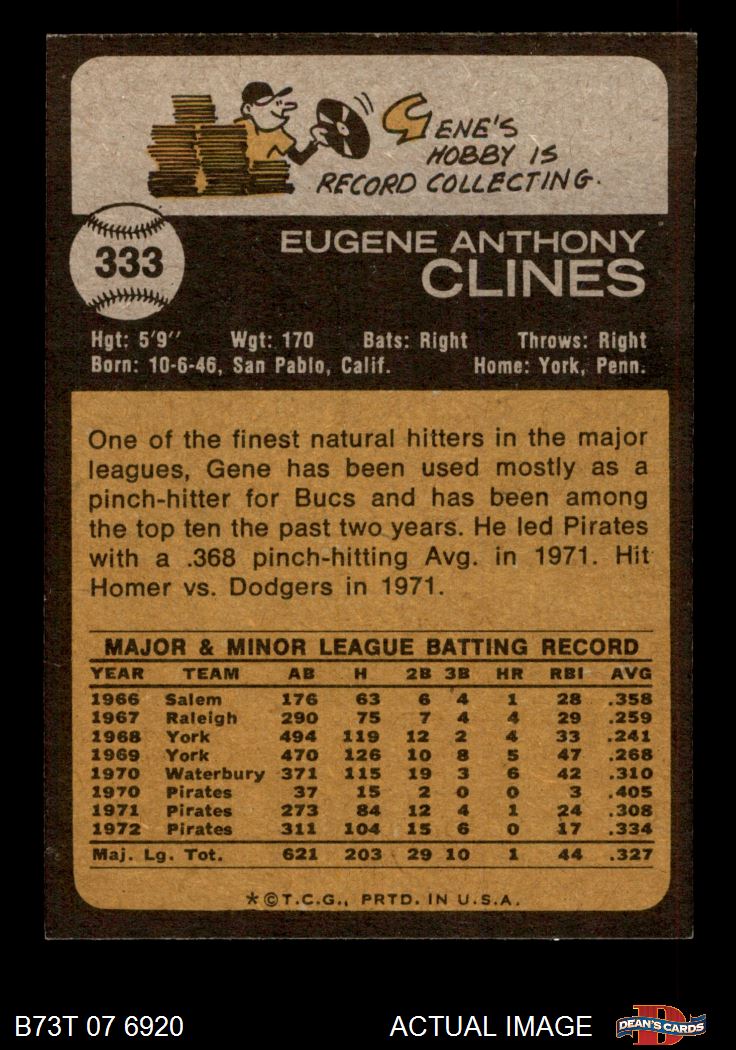 GENE'S
HOBBY IS
RECORD COLLECTING.
333
EUGENE ANTHONY
CLINES
Hgt: 5'9" Wgt: 170 Bats: Right Throws: Right
Born: 10-6-46, San Pablo, Calif. Home: York, Penn.
One of the finest natural hitters in the major
leagues, Gene has been used mostly as a
pinch-hitter for Bucs and has been among
the top ten the past two years. He led Pirates
with a .368 pinch-hitting Avg. in 1971. Hit
Homer vs. Dodgers in 1971.
MAJOR & MINOR LEAGUE BATTING RECORD
YEAR TEAM AB H 2B 3B HR RBI AVG
1966 Salem 176 63 6 4 1 28 .358
1967 Raleigh 290 75 7 4 4 29 .259
1968 York 494 119 12 2 4 33 .241
1969 York 470 126 10 8 5 47 .268
1970 Waterbury 371 115 19 3 6 42 .310
1970 Pirates 37 15 2 0 0 3 .405
1971 Pirates 273 84 12 4 1 24 .308
1972 Pirates 311 104 15 6 0 17 .334
Maj. Lg. Tot. 621 203 29 10 1 44 .327
*©T.C.G., PRTD. IN U.S.A.
B73T 07 6920 ACTUAL IMAGE
D
DEAN'S CARDS